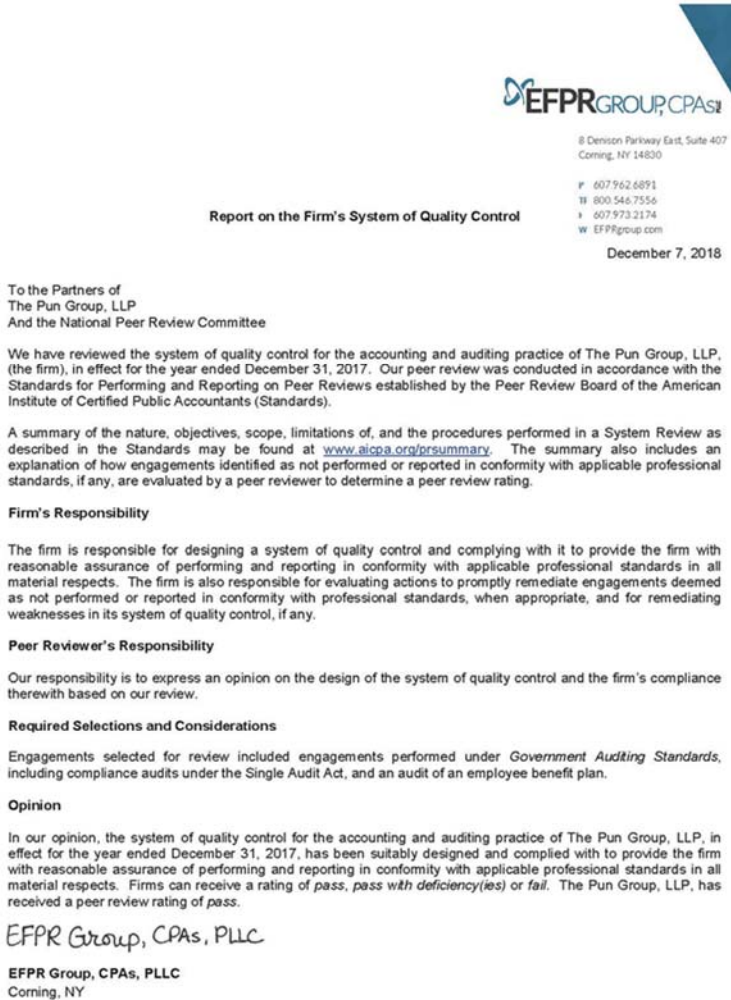 EFPR GROUP, CPAs PLLC
8 Denison Parkway East, Suite 407
Corning, NY 14830
P 607.962.6891
TF 800.546.7556
F 607.973.2174
W EFPRgroup.com
Report on the Firm's System of Quality Control
December 7, 2018
To the Partners of
The Pun Group, LLP
And the National Peer Review Committee
We have reviewed the system of quality control for the accounting and auditing practice of The Pun Group, LLP,
(the firm), in effect for the year ended December 31, 2017. Our peer review was conducted in accordance with the
Standards for Performing and Reporting on Peer Reviews established by the Peer Review Board of the American
Institute of Certified Public Accountants (Standards).
A summary of the nature, objectives, scope, limitations of, and the procedures performed in a System Review as
described in the Standards may be found at www.aicpa.org/prsummary. The summary also includes an
explanation of how engagements identified as not performed or reported in conformity with applicable professional
standards, if any, are evaluated by a peer reviewer to determine a peer review rating.
Firm's Responsibility
The firm is responsible for designing a system of quality control and complying with it to provide the firm with
reasonable assurance of performing and reporting in conformity with applicable professional standards in all
material respects. The firm is also responsible for evaluating actions to promptly remediate engagements deemed
as not performed or reported in conformity with professional standards, when appropriate, and for remediating
weaknesses in its system of quality control, if any.
Peer Reviewer's Responsibility
Our responsibility is to express an opinion on the design of the system of quality control and the firm's compliance
therewith based on our review.
Required Selections and Considerations
Engagements selected for review included engagements performed under Government Auditing Standards,
including compliance audits under the Single Audit Act, and an audit of an employee benefit plan.
Opinion
In our opinion, the system of quality control for the accounting and auditing practice of The Pun Group, LLP, in
effect for the year ended December 31, 2017, has been suitably designed and complied with to provide the firm
with reasonable assurance of performing and reporting in conformity with applicable professional standards in all
material respects. Firms can receive a rating of pass, pass with deficiency(ies) or fail. The Pun Group, LLP, has
received a peer review rating of pass.
EFPR Group, CPAs, PLLC
EFPR Group, CPAs, PLLC
Corning, NY